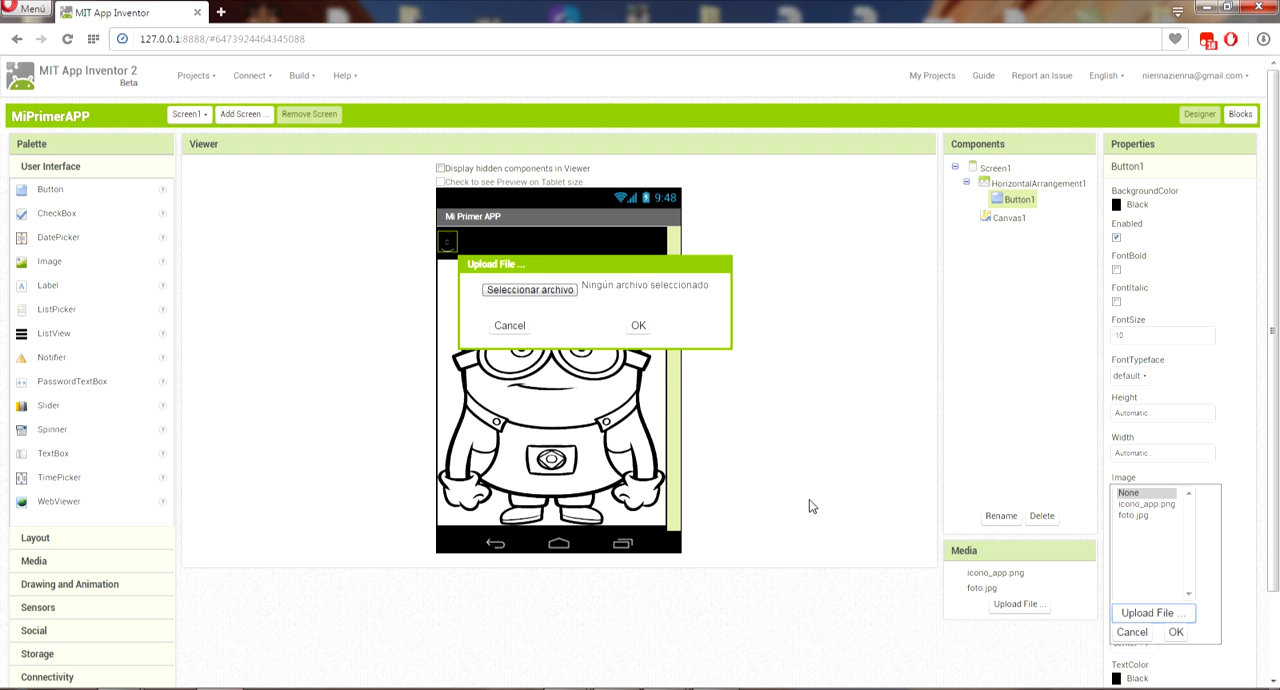 Menú
MIT App Inventor
127.0.0.1:8888/#6473924464345088
18
MIT App Inventor 2
Beta
Projects
Connect
Build
Help
My Projects
Guide
Report an Issue
English
niennazienna@gmail.com
MiPrimerAPP
Screen1
Add Screen ...
Remove Screen
Designer
Blocks
Palette
User Interface
Button
CheckBox
DatePicker
Image
Label
ListPicker
ListView
Notifier
PasswordTextBox
Slider
Spinner
TextBox
TimePicker
WebViewer
Layout
Media
Drawing and Animation
Sensors
Social
Storage
Connectivity
Viewer
Display hidden components in Viewer
Check to see Preview on Tablet size.
9:48
Mi Primer APP
Upload File ...
Seleccionar archivo
Ningún archivo seleccionado
Cancel
OK
Components
Screen1
HorizontalArrangement1
Button1
Canvas1
Rename
Delete
Media
icono_app.png
foto.jpg
Upload File ...
Properties
Button1
BackgroundColor
Black
Enabled
FontBold
FontItalic
FontSize
10
FontTypeface
default
Height
Automatic...
Width
Automatic...
Image
None
icono_app.png
foto.jpg
Upload File ...
Cancel
OK
TextColor
Black